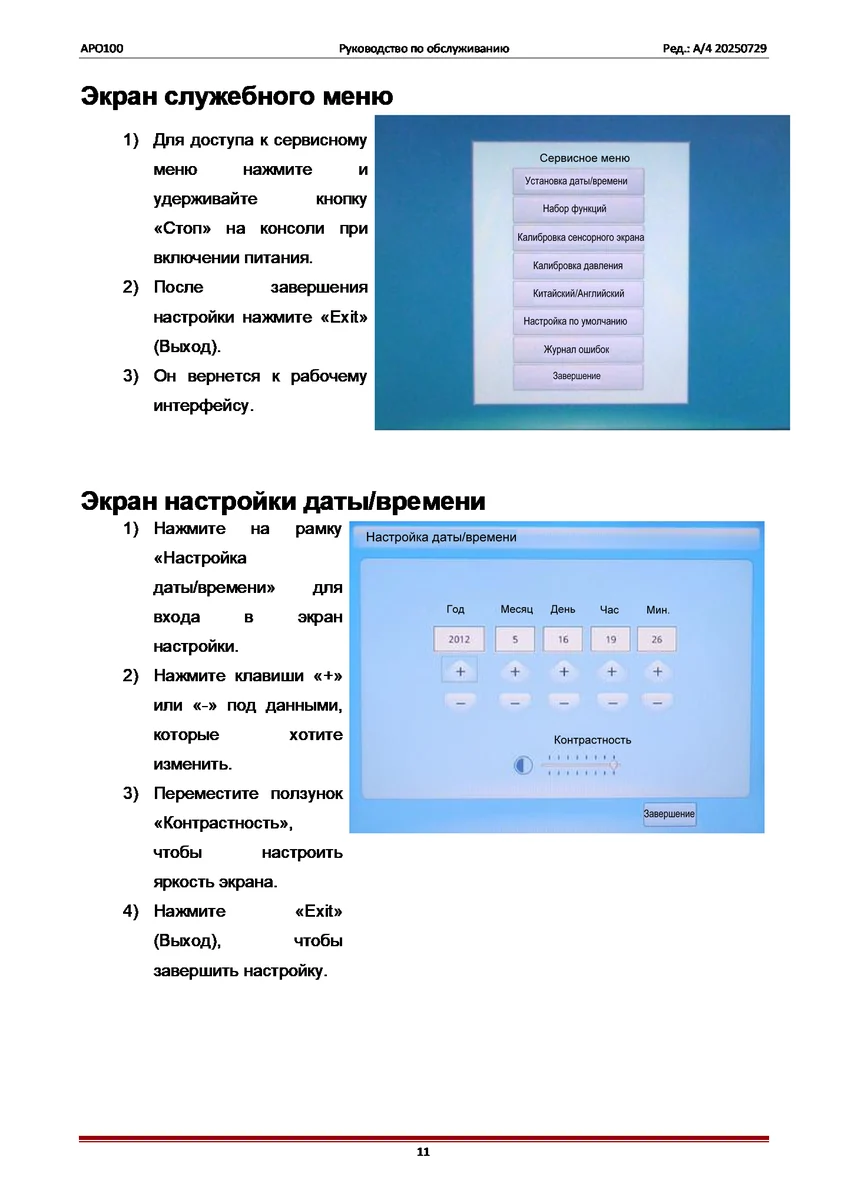 АРО100 Руководство по обслуживанию Ред.: А/4 20250729
Экран служебного меню
1) Для доступа к сервисному
меню нажмите и
удерживайте кнопку
«Стоп» на консоли при
включении питания.
2) После завершения
настройки нажмите «Exit»
(Выход).
3) Он вернется к рабочему
интерфейсу.
Сервисное меню
Установка даты/времени
Набор функций
Калибровка сенсорного экрана
Калибровка давления
Китайский/Английский
Настройка по умолчанию
Журнал ошибок
Завершение
Экран настройки даты/времени
1) Нажмите на рамку
«Настройка
даты/времени» для
входа в экран
настройки.
2) Нажмите клавиши «+»
или «-» под данными,
которые хотите
изменить.
3) Переместите ползунок
«Контрастность»,
чтобы настроить
яркость экрана.
4) Нажмите «Exit»
(Выход), чтобы
завершить настройку.
Настройка даты/времени
Год Месяц День Час Мин.
2012 5 16 19 26
+ + + + +
− − − − −
Контрастность
Завершение
11